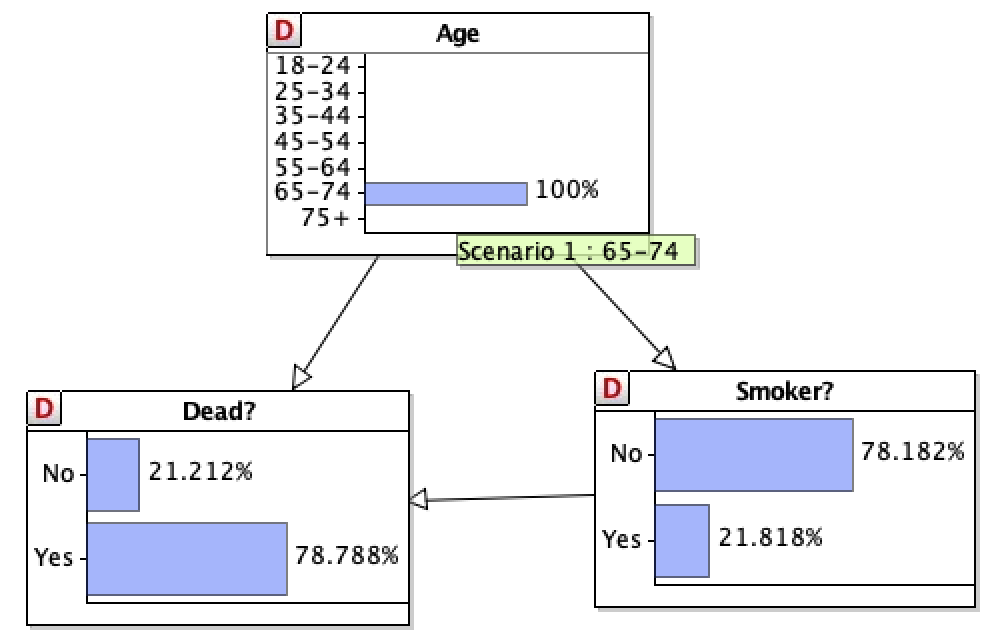 D Age
18-24
25-34
35-44
45-54
55-64
65-74 100%
75+
Scenario 1 : 65-74
D Dead?
No 21.212%
Yes 78.788%
D Smoker?
No 78.182%
Yes 21.818%